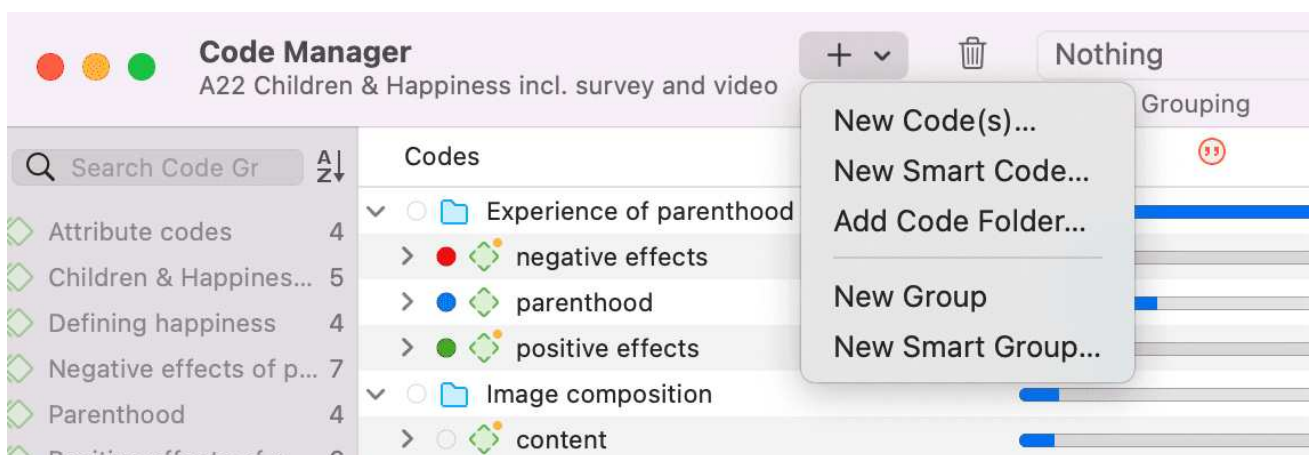 Code Manager
A22 Children & Happiness incl. survey and video
Nothing
Grouping
New Code(s)...
New Smart Code...
Add Code Folder...
New Group
New Smart Group...
Search Code Gr
Attribute codes 4
Children & Happines... 5
Defining happiness 4
Negative effects of p... 7
Parenthood 4
Codes
Experience of parenthood
negative effects
parenthood
positive effects
Image composition
content